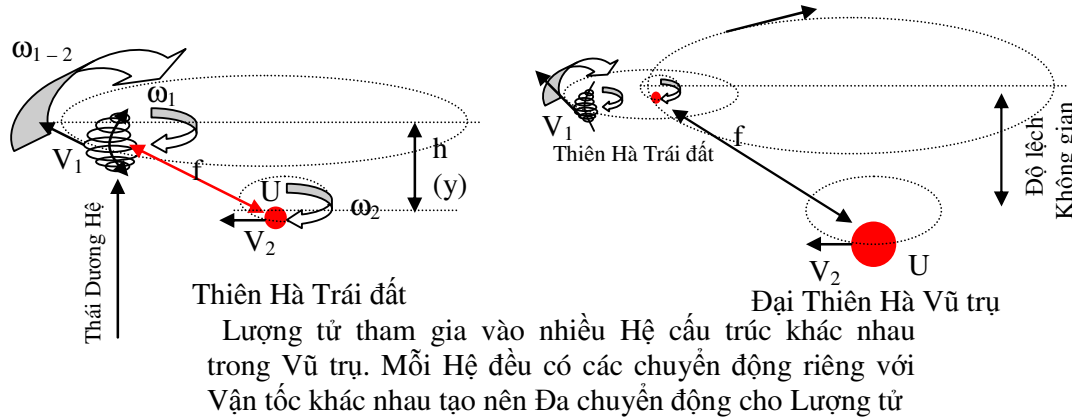 ω1 – 2
ω1
V1
f
h
(y)
U
ω2
V2
Thái Dương Hệ
Thiên Hà Trái đất
V1
Thiên Hà Trái đất
f
Độ lệch
Không gian
V2
U
Đại Thiên Hà Vũ trụ
Lượng tử tham gia vào nhiều Hệ cấu trúc khác nhau
trong Vũ trụ. Mỗi Hệ đều có các chuyển động riêng với
Vận tốc khác nhau tạo nên Đa chuyển động cho Lượng tử